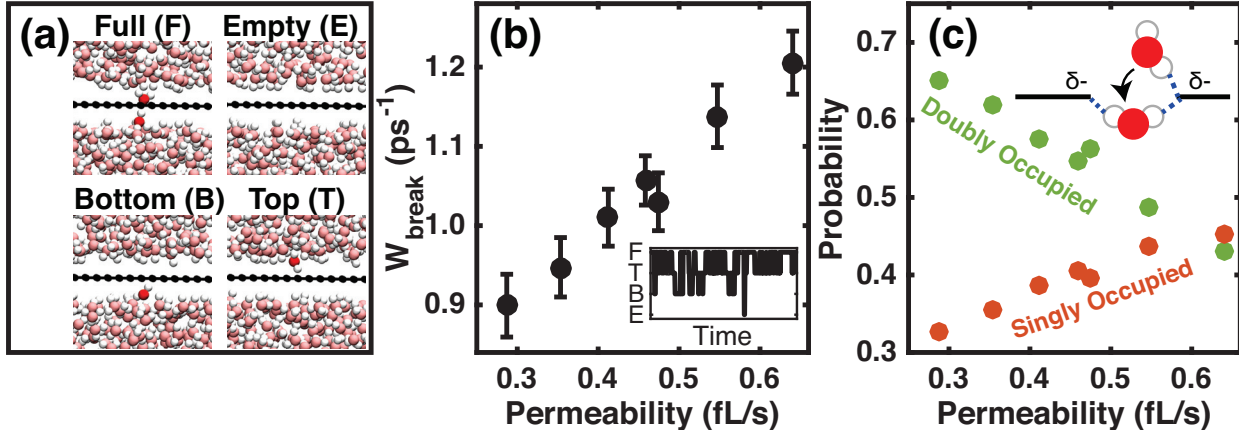 (a)
Full (F)
Empty (E)
Bottom (B)
Top (T)
(b)
W_break (ps⁻¹)
1.2
1.1
1.0
0.9
F
T
B
E
Time
0.3
0.4
0.5
0.6
Permeability (fL/s)
(c)
Probability
0.7
0.6
0.5
0.4
0.3
δ-
δ-
Doubly Occupied
Singly Occupied
0.3
0.4
0.5
0.6
Permeability (fL/s)